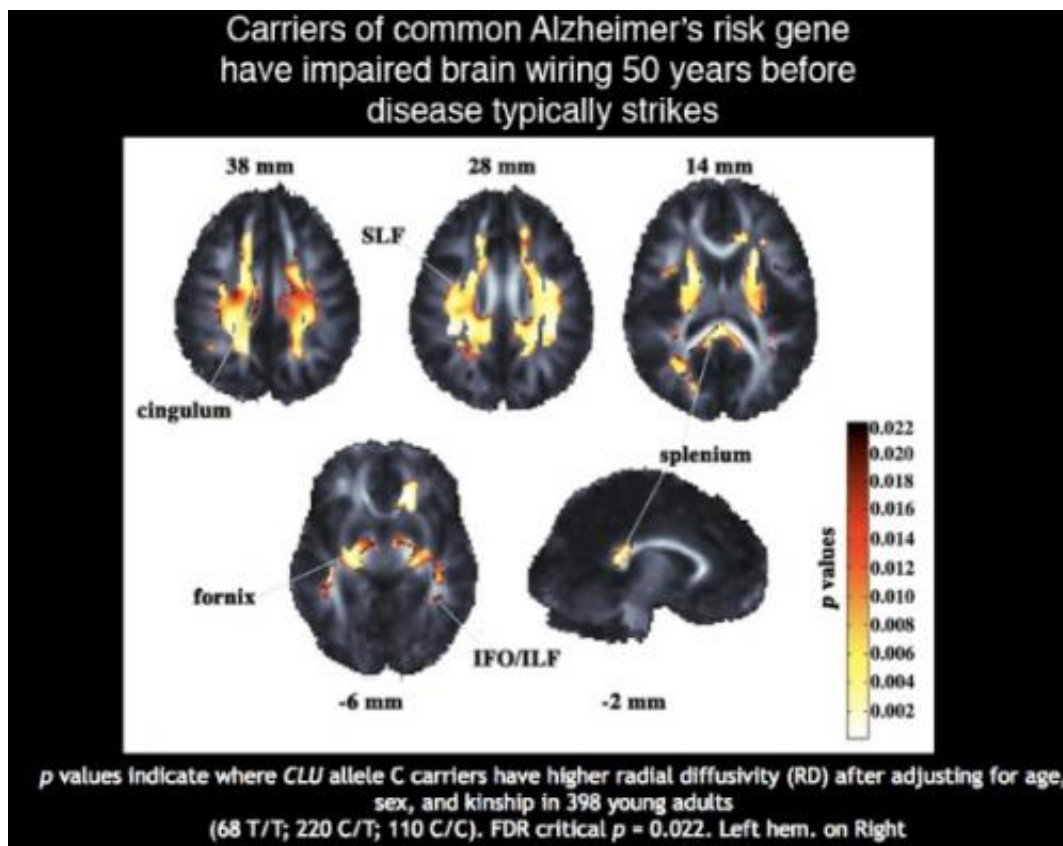 Carriers of common Alzheimer's risk gene
have impaired brain wiring 50 years before
disease typically strikes
38 mm
28 mm
14 mm
SLF
cingulum
splenium
fornix
IFO/ILF
-6 mm
-2 mm
0.022
0.020
0.018
0.016
0.014
0.012
0.010
0.008
0.006
0.004
0.002
p values
p values indicate where CLU allele C carriers have higher radial diffusivity (RD) after adjusting for age,
sex, and kinship in 398 young adults
(68 T/T; 220 C/T; 110 C/C). FDR critical p = 0.022. Left hem. on Right